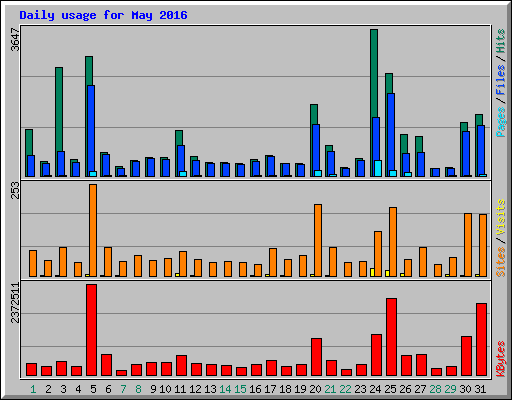 Daily usage for May 2016
3647
Pages / Files / Hits
253
Sites / Visits
2372511
KBytes
1 2 3 4 5 6 7 8 9 10 11 12 13 14 15 16 17 18 19 20 21 22 23 24 25 26 27 28 29 30 31